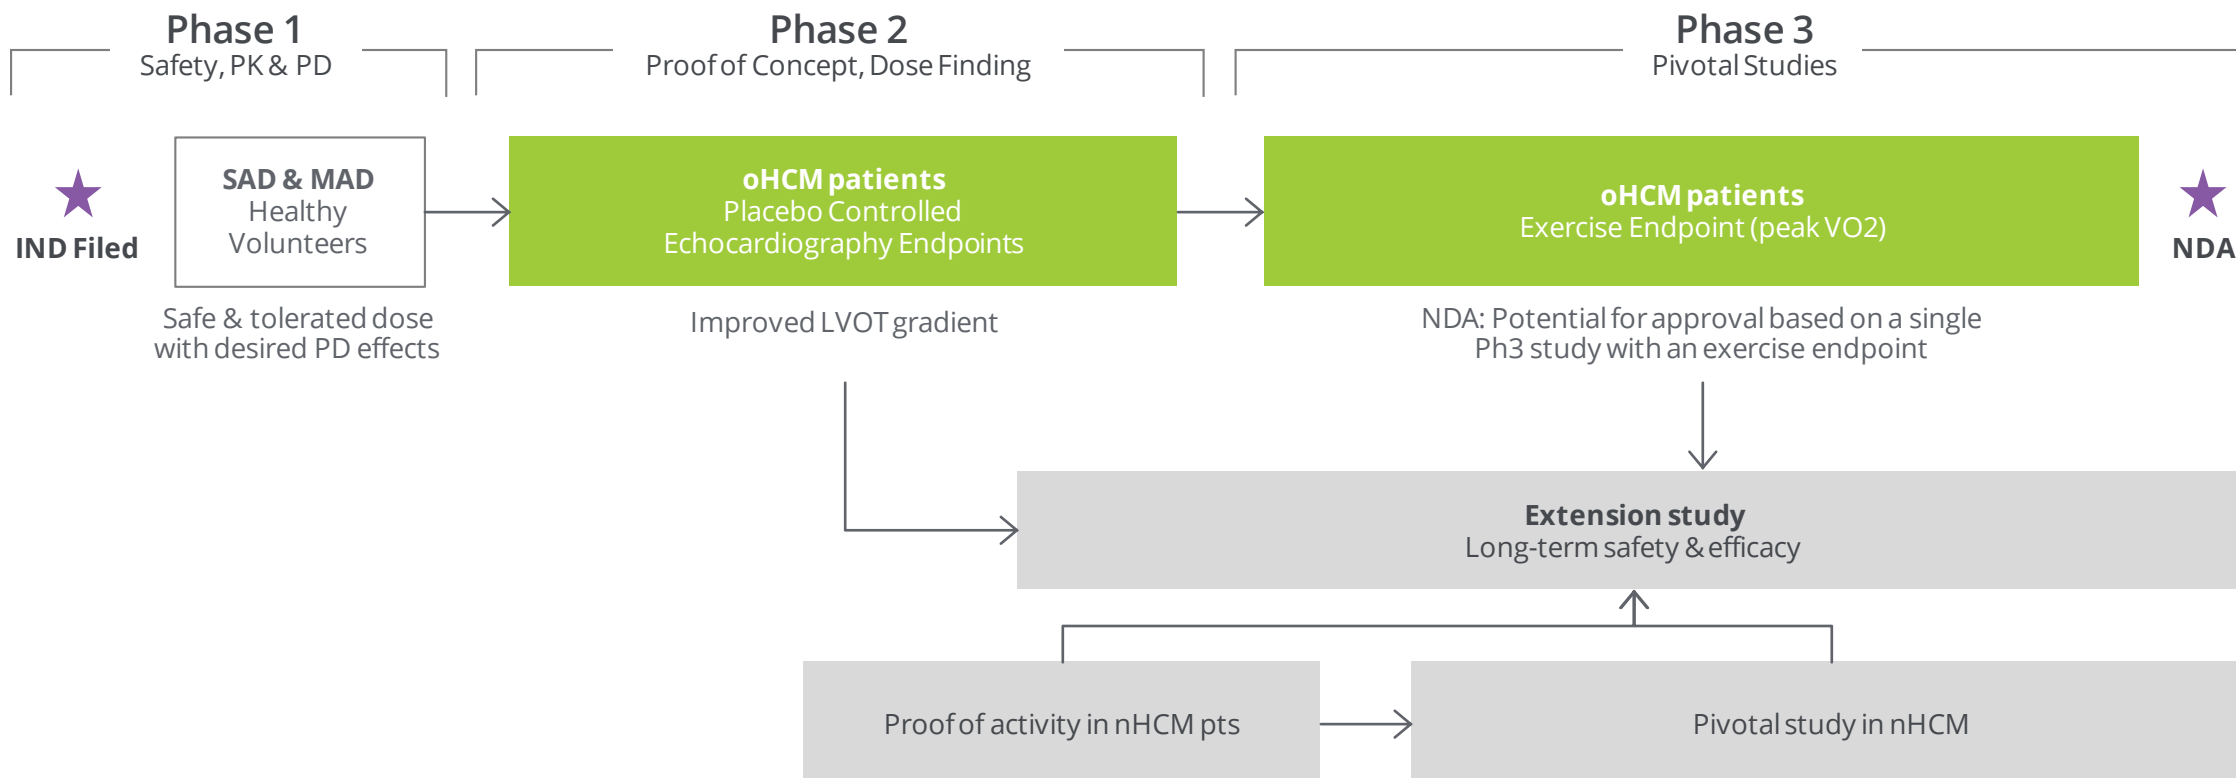 Phase 1
Safety, PK & PD
Phase 2
Proof of Concept, Dose Finding
Phase 3
Pivotal Studies
IND Filed
SAD & MAD
Healthy
Volunteers
Safe & tolerated dose
with desired PD effects
oHCM patients
Placebo Controlled
Echocardiography Endpoints
Improved LVOT gradient
oHCM patients
Exercise Endpoint (peak VO2)
NDA: Potential for approval based on a single
Ph3 study with an exercise endpoint
NDA
Extension study
Long-term safety & efficacy
Proof of activity in nHCM pts
Pivotal study in nHCM